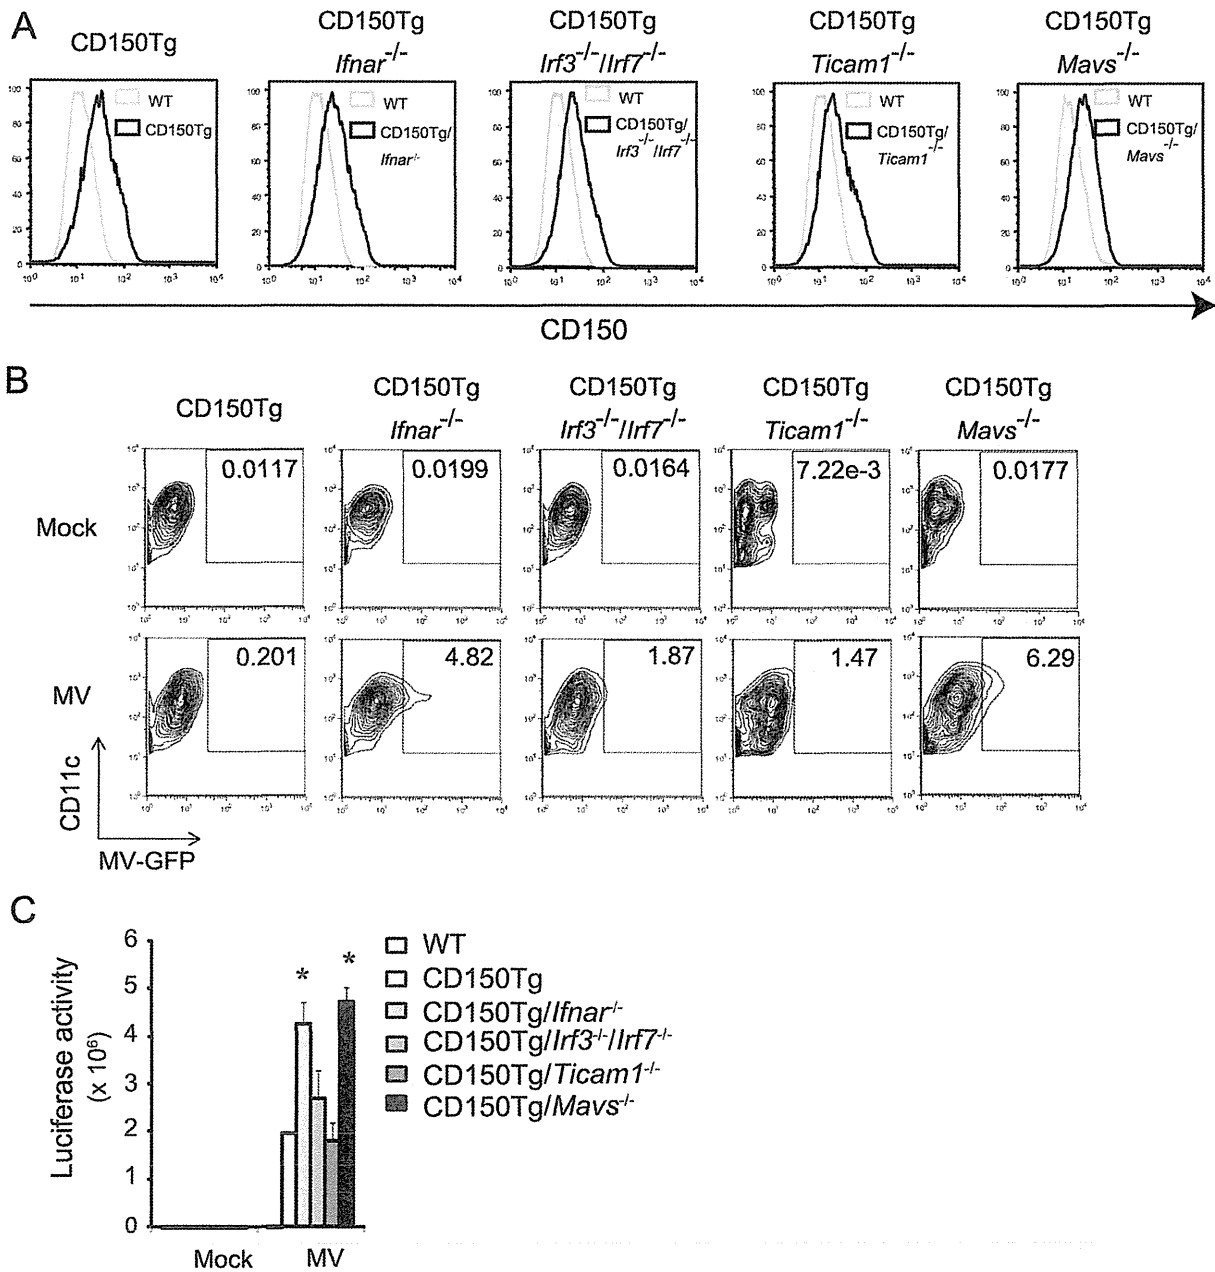 A
CD150Tg
CD150Tg
Ifnar-/-
CD150Tg
Irf3-/-/Irf7-/-
CD150Tg
Ticam1-/-
CD150Tg
Mavs-/-
WT
CD150Tg
WT
CD150Tg/
Ifnar-/-
WT
CD150Tg/
Irf3-/-/Irf7-/-
WT
CD150Tg/
Ticam1-/-
WT
CD150Tg/
Mavs-/-
CD150
B
CD150Tg
CD150Tg
Ifnar-/-
CD150Tg
Irf3-/-/Irf7-/-
CD150Tg
Ticam1-/-
CD150Tg
Mavs-/-
Mock
0.0117
0.0199
0.0164
7.22e-3
0.0177
MV
0.201
4.82
1.87
1.47
6.29
CD11c
MV-GFP
C
Luciferase activity
(x 10⁶)
6
5
4
3
2
1
0
*
*
Mock
MV
WT
CD150Tg
CD150Tg/Ifnar-/-
CD150Tg/Irf3-/-/Irf7-/-
CD150Tg/Ticam1-/-
CD150Tg/Mavs-/-